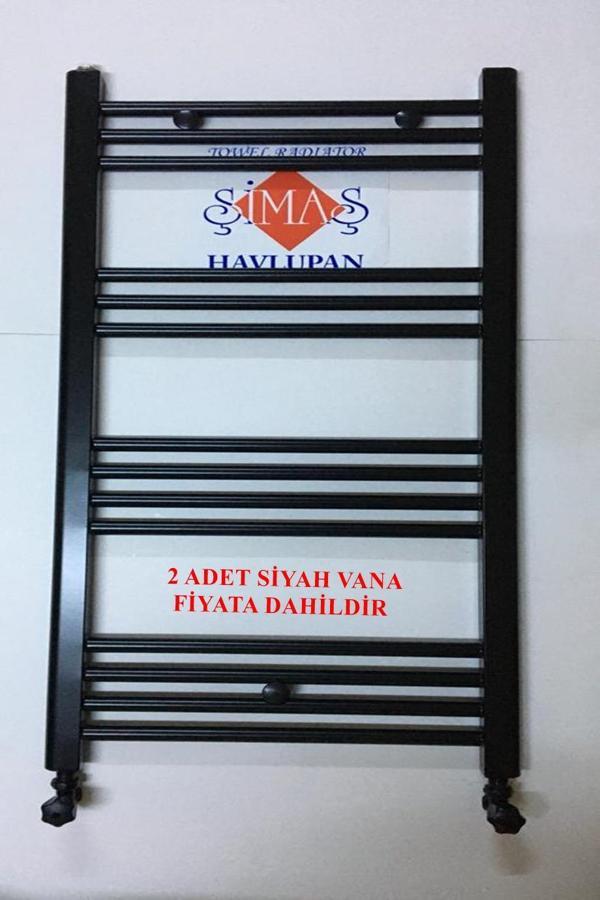 TOWEL RADIATOR
ŞİMAŞ
HAVLUPAN
2 ADET SİYAH VANA
FİYATA DAHİLDİR